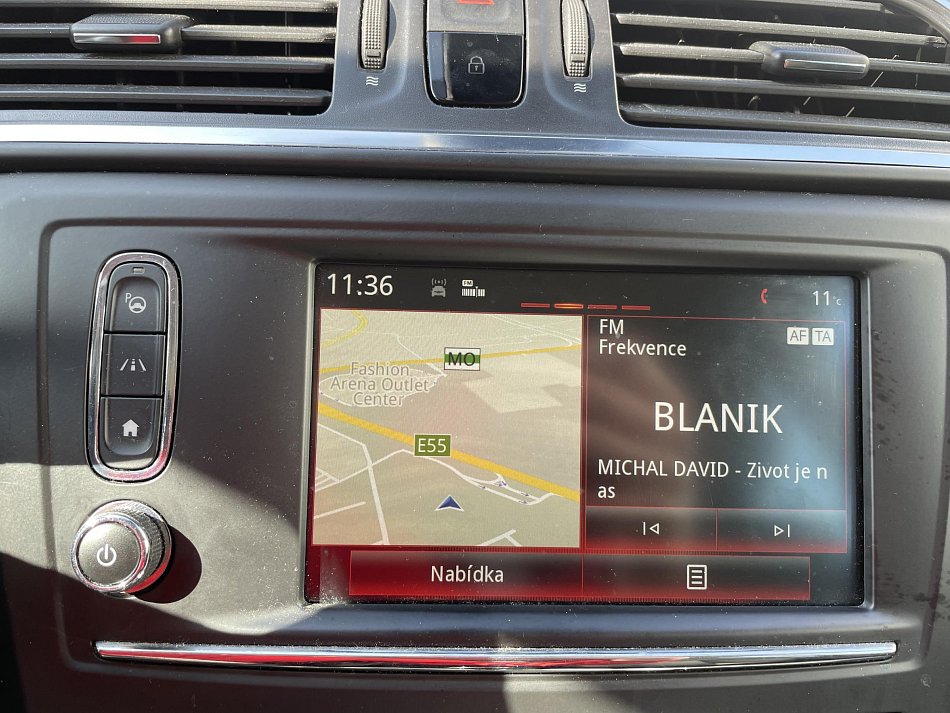 11:36
FM
11°C
MO
Fashion
Arena Outlet
Center
E55
FM
Frekvence
AF TA
BLANIK
MICHAL DAVID - Zivot je n
as
Nabídka
P